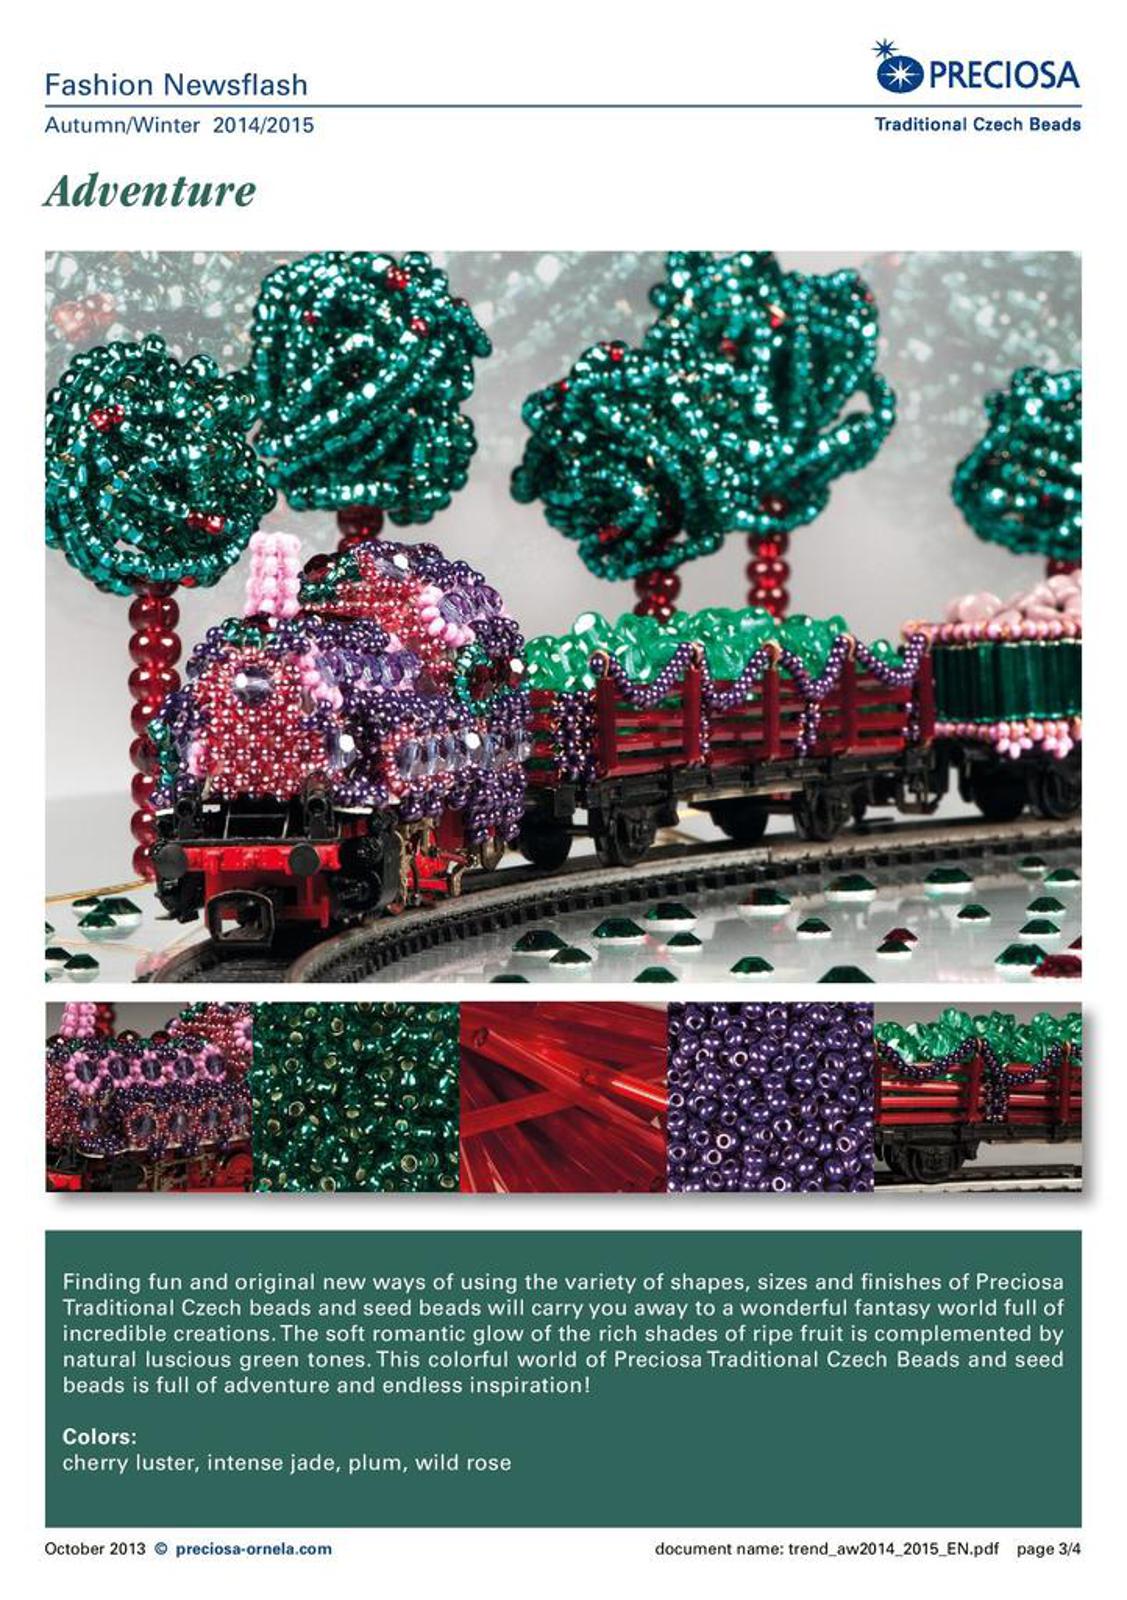 Fashion Newsflash
PRECIOSA
Autumn/Winter 2014/2015
Traditional Czech Beads
Adventure
Finding fun and original new ways of using the variety of shapes, sizes and finishes of Preciosa
Traditional Czech beads and seed beads will carry you away to a wonderful fantasy world full of
incredible creations. The soft romantic glow of the rich shades of ripe fruit is complemented by
natural luscious green tones. This colorful world of Preciosa Traditional Czech Beads and seed
beads is full of adventure and endless inspiration!
Colors:
cherry luster, intense jade, plum, wild rose
October 2013 © preciosa-ornela.com
document name: trend_aw2014_2015_EN.pdf page 3/4